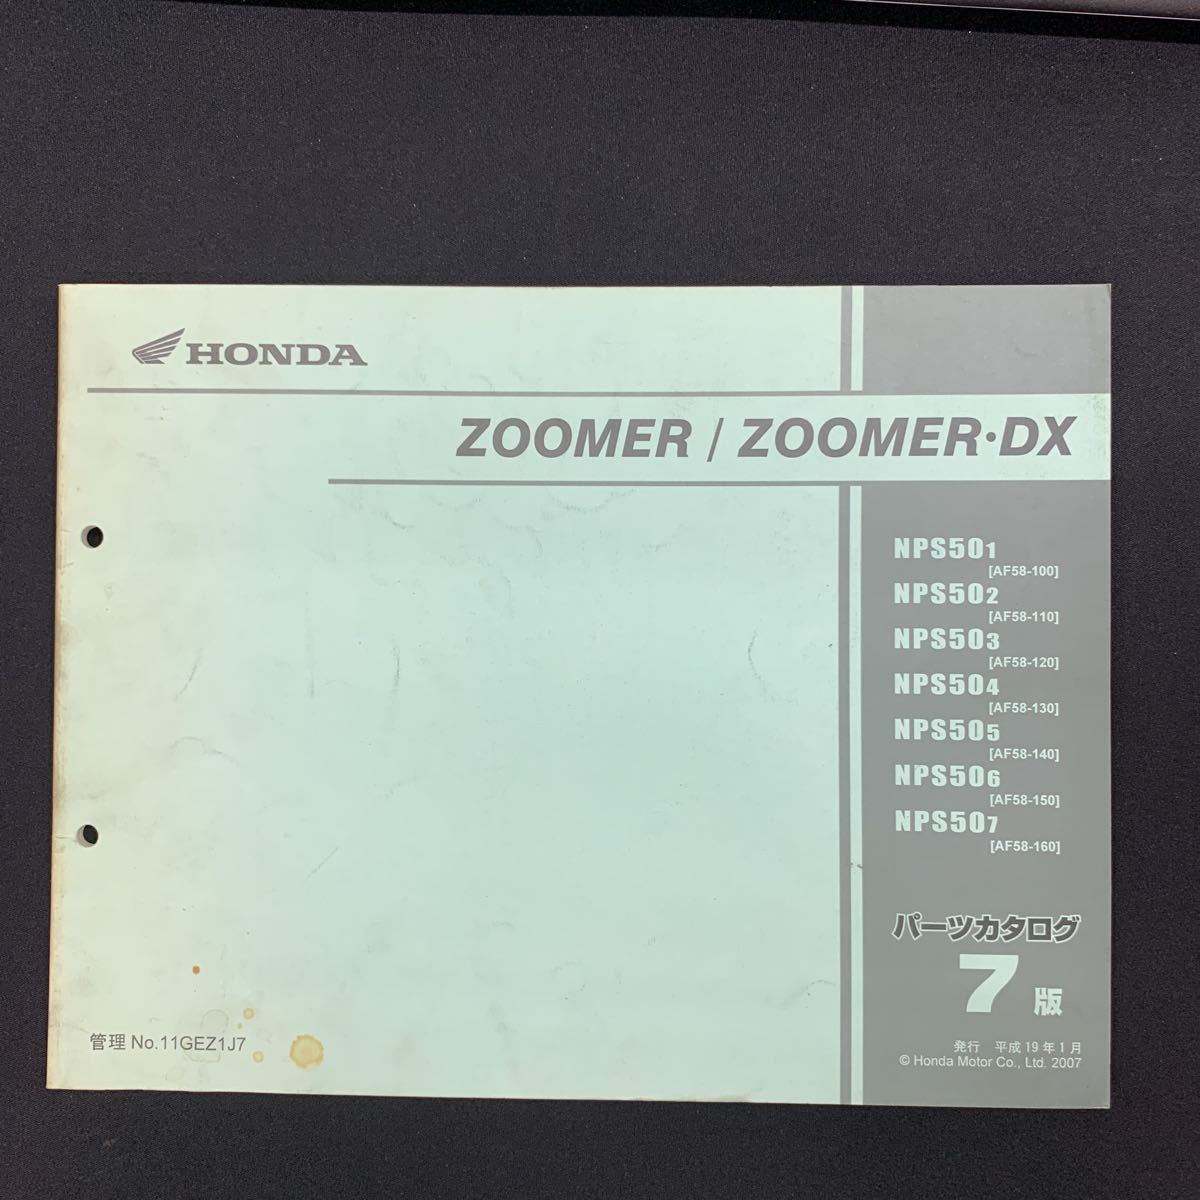 HONDA
ZOOMER / ZOOMER·DX
NPS501
[AF58-100]
NPS502
[AF58-110]
NPS503
[AF58-120]
NPS504
[AF58-130]
NPS505
[AF58-140]
NPS506
[AF58-150]
NPS507
[AF58-160]
パーツカタログ
7版
発行 平成19年1月
© Honda Motor Co., Ltd. 2007
管理 No.11GEZ1J7